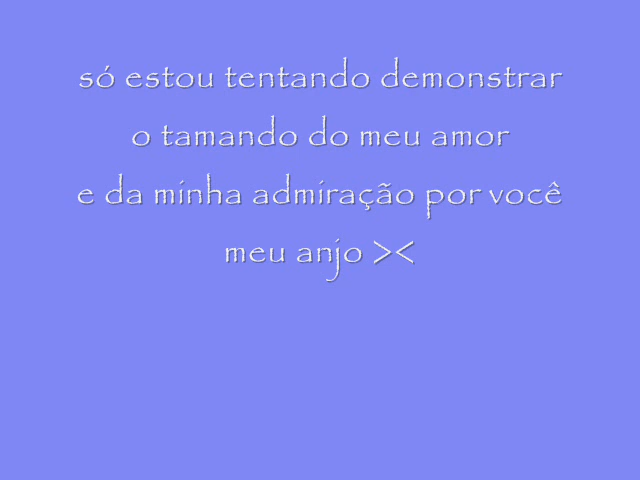 só estou tentando demonstrar
o tamando do meu amor
e da minha admiração por você
meu anjo ><